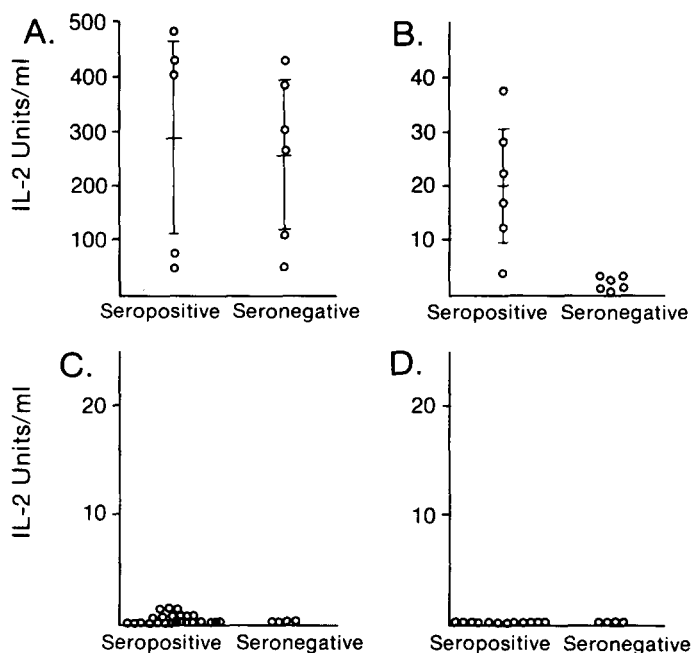 A.
IL-2 Units/ml
500
400
300
200
100
Seropositive Seronegative
B.
40
30
20
10
Seropositive Seronegative
C.
IL-2 Units/ml
20
10
Seropositive Seronegative
D.
20
10
Seropositive Seronegative